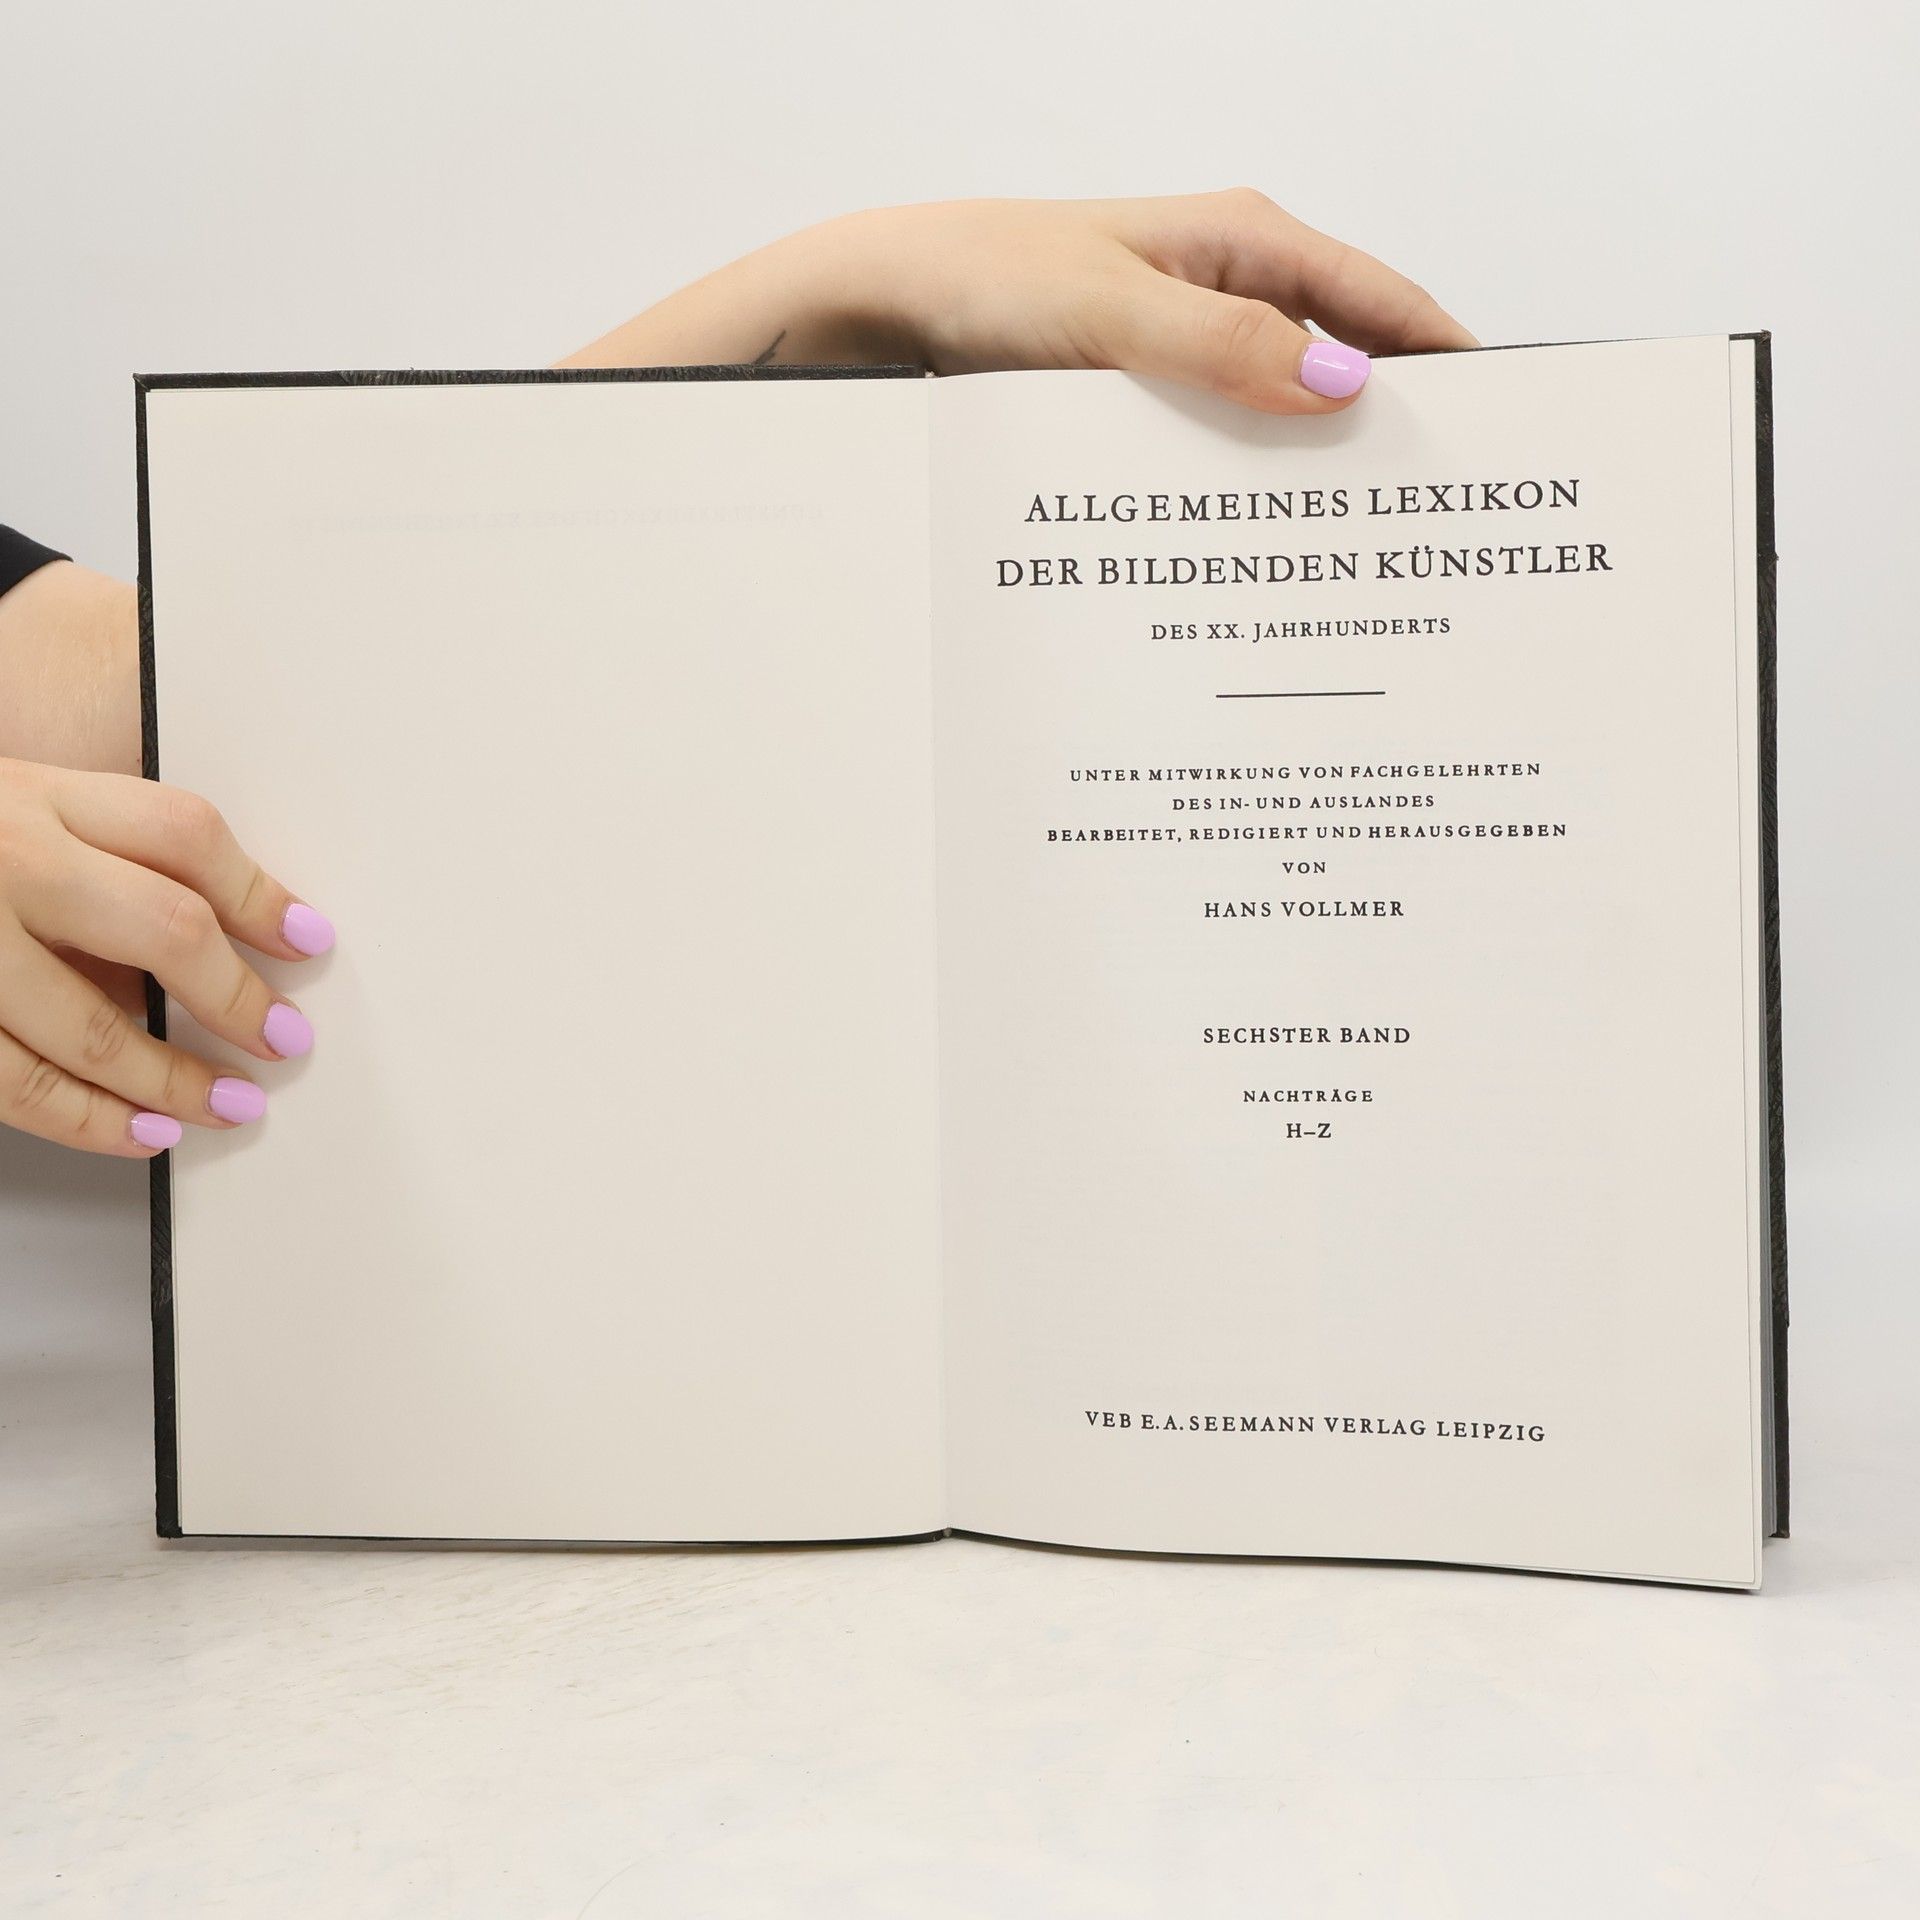 ALLGEMEINES LEXIKON
DER BILDENDEN KÜNSTLER
DES XX. JAHRHUNDERTS
UNTER MITWIRKUNG VON FACHGELEHRTEN
DES IN- UND AUSLANDES
BEARBEITET, REDIGIERT UND HERAUSGEGEBEN
VON
HANS VOLLMER
SECHSTER BAND
NACHTRÄGE
H–Z
VEB E. A. SEEMANN VERLAG LEIPZIG